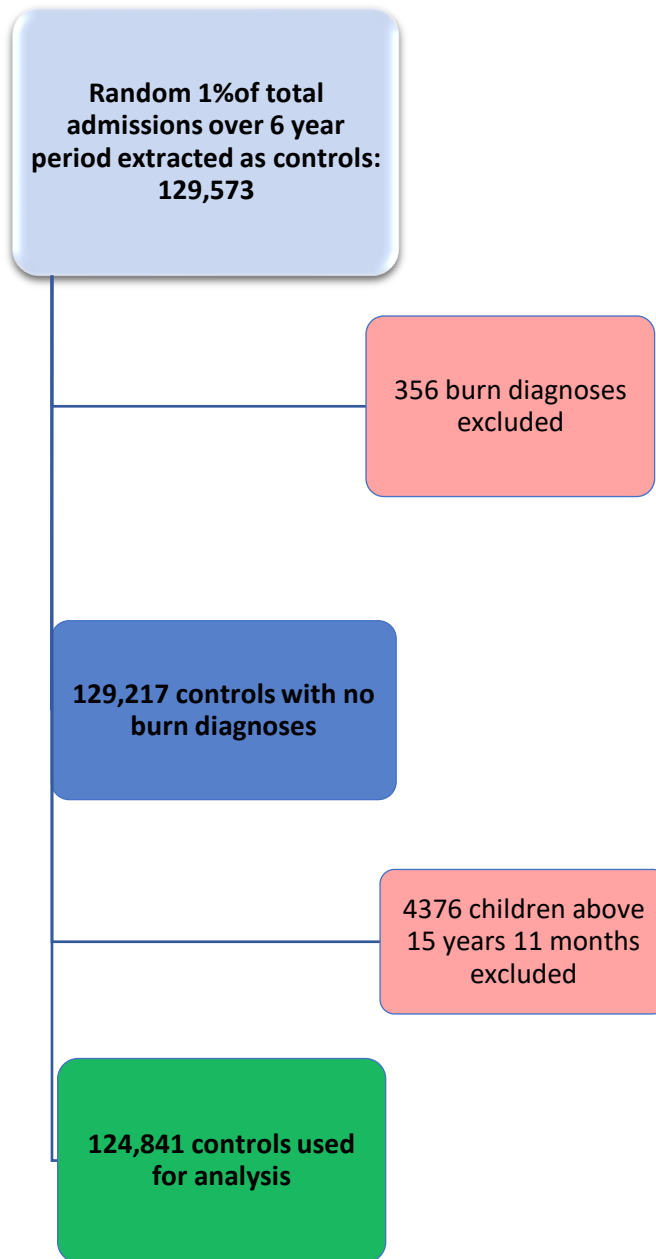 Random 1%of total
admissions over 6 year
period extracted as controls:
129,573
356 burn diagnoses
excluded
129,217 controls with no
burn diagnoses
4376 children above
15 years 11 months
excluded
124,841 controls used
for analysis